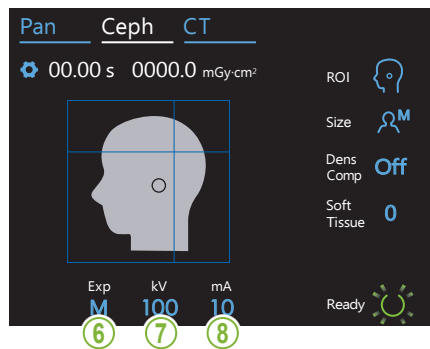 Pan Ceph CT
00.00 s 0000.0 mGy·cm²
ROI
Size M
Dens
Comp Off
Soft
Tissue 0
Exp kV mA
M 100 10
Ready
6 7 8